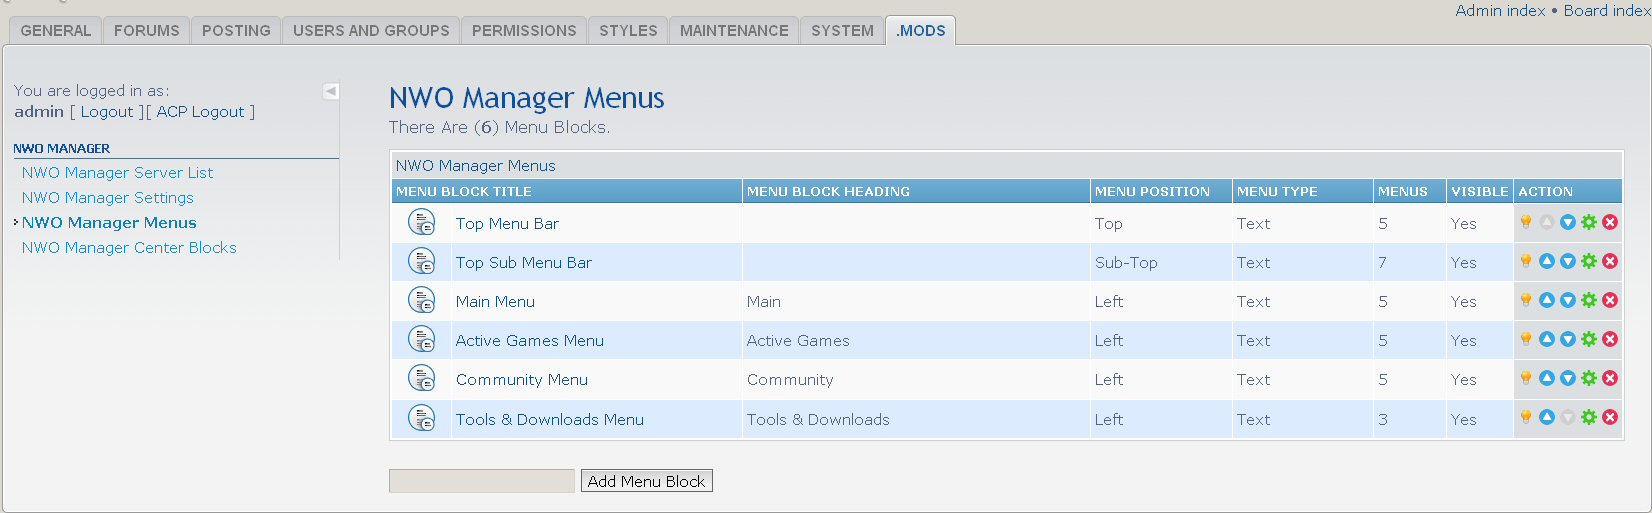 Admin index • Board index
GENERAL FORUMS POSTING USERS AND GROUPS PERMISSIONS STYLES MAINTENANCE SYSTEM .MODS
You are logged in as:
admin [ Logout ][ ACP Logout ]
NWO MANAGER
NWO Manager Server List
NWO Manager Settings
NWO Manager Menus
NWO Manager Center Blocks
NWO Manager Menus
There Are (6) Menu Blocks.
NWO Manager Menus
MENU BLOCK TITLE MENU BLOCK HEADING MENU POSITION MENU TYPE MENUS VISIBLE ACTION
Top Menu Bar Top Text 5 Yes
Top Sub Menu Bar Sub-Top Text 7 Yes
Main Menu Main Left Text 5 Yes
Active Games Menu Active Games Left Text 5 Yes
Community Menu Community Left Text 5 Yes
Tools & Downloads Menu Tools & Downloads Left Text 3 Yes
Add Menu Block